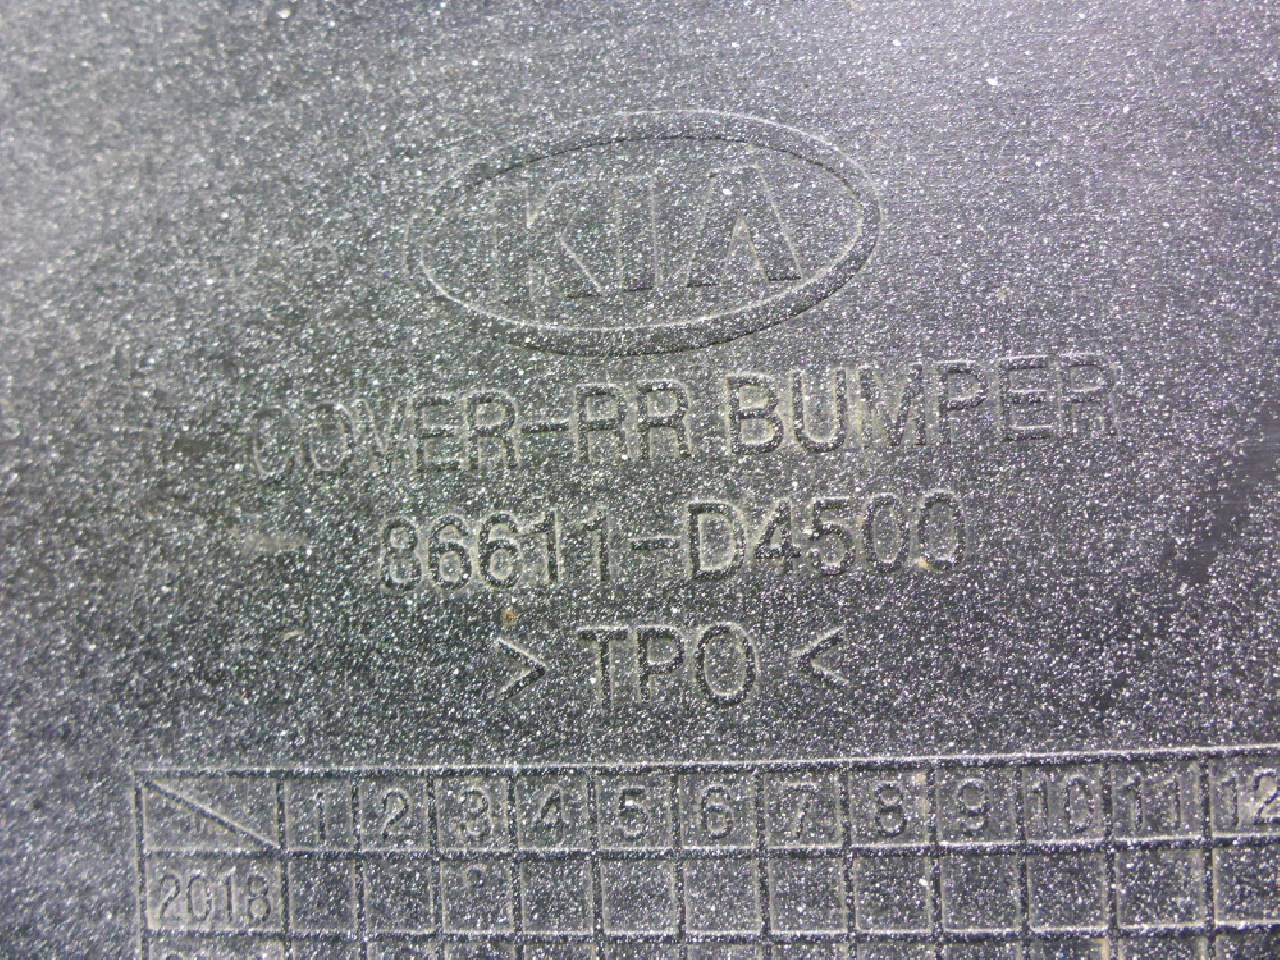 KIA
COVER-RR BUMPER
86611-D4500
> TPO <
1 2 3 4 5 6 7 8 9 10 11 12
2018